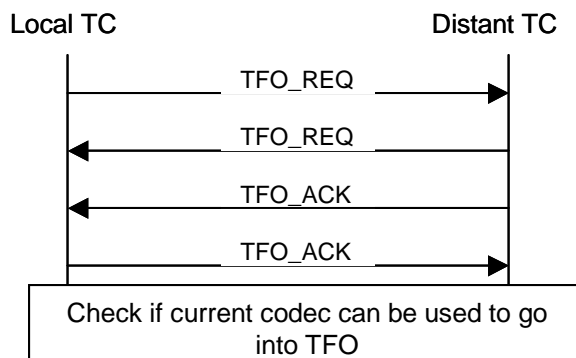 Local TC Distant TC
TFO_REQ
TFO_REQ
TFO_ACK
TFO_ACK
Check if current codec can be used to go
into TFO